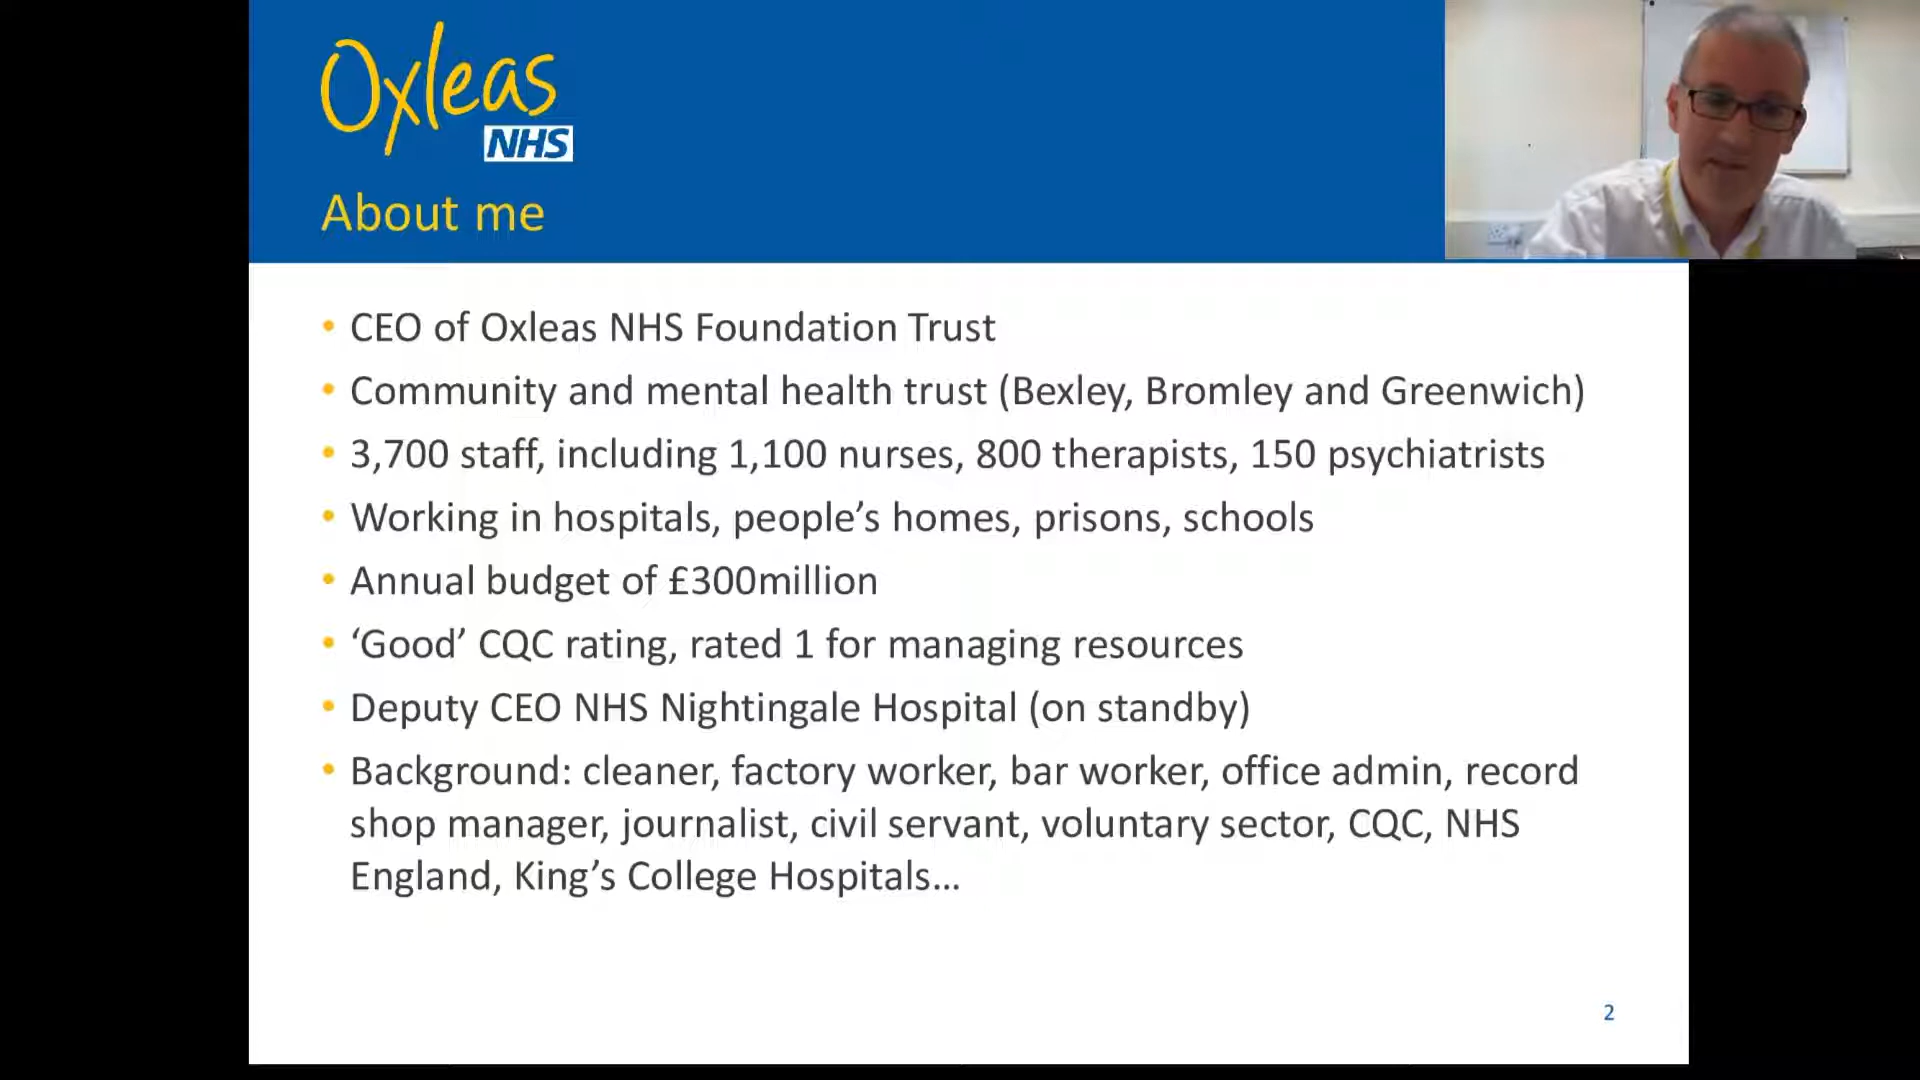 Oxleas
NHS
About me
• CEO of Oxleas NHS Foundation Trust
• Community and mental health trust (Bexley, Bromley and Greenwich)
• 3,700 staff, including 1,100 nurses, 800 therapists, 150 psychiatrists
• Working in hospitals, people’s homes, prisons, schools
• Annual budget of £300million
• ‘Good’ CQC rating, rated 1 for managing resources
• Deputy CEO NHS Nightingale Hospital (on standby)
• Background: cleaner, factory worker, bar worker, office admin, record
shop manager, journalist, civil servant, voluntary sector, CQC, NHS
England, King’s College Hospitals…
2